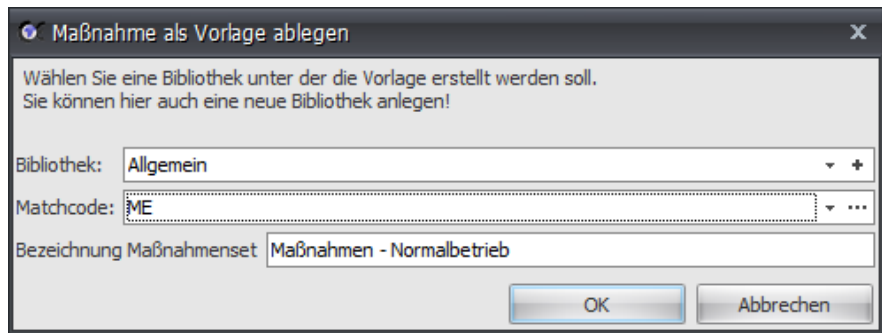 Maßnahme als Vorlage ablegen
Wählen Sie eine Bibliothek unter der die Vorlage erstellt werden soll.
Sie können hier auch eine neue Bibliothek anlegen!
Bibliothek: Allgemein
Matchcode: ME
Bezeichnung Maßnahmenset Maßnahmen - Normalbetrieb
OK Abbrechen